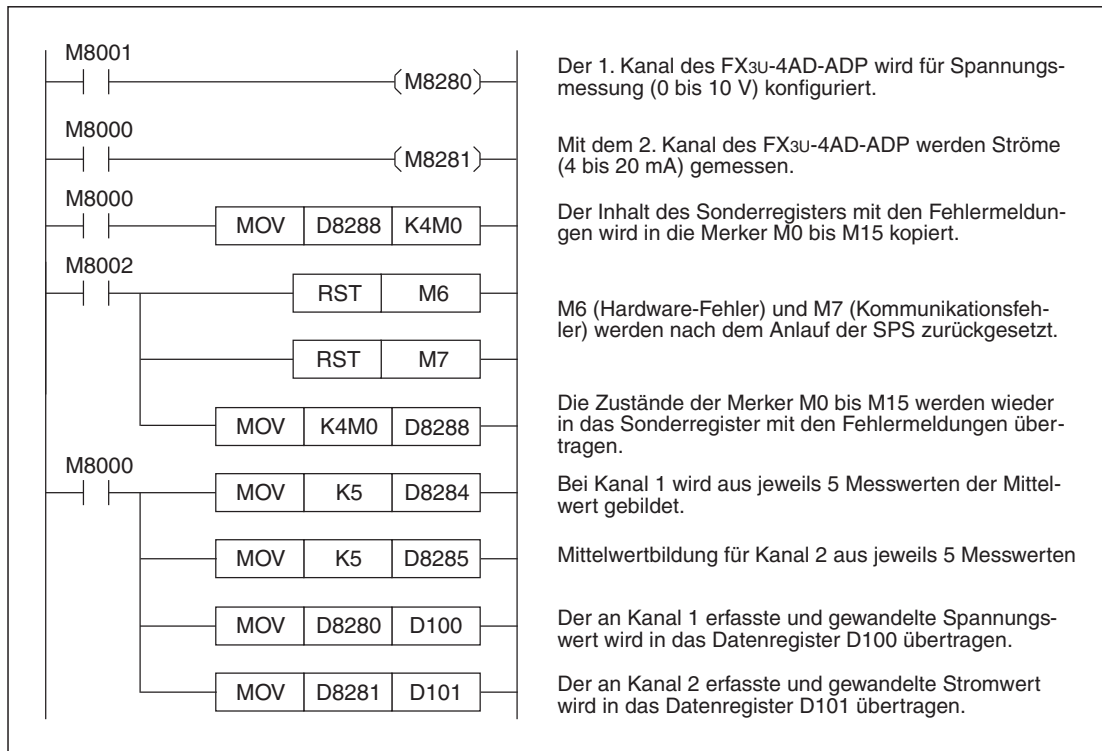 M8001
(M8280)
Der 1. Kanal des FX3U-4AD-ADP wird für Spannungs-
messung (0 bis 10 V) konfiguriert.
M8000
(M8281)
Mit dem 2. Kanal des FX3U-4AD-ADP werden Ströme
(4 bis 20 mA) gemessen.
M8000
MOV D8288 K4M0
Der Inhalt des Sonderregisters mit den Fehlermeldun-
gen wird in die Merker M0 bis M15 kopiert.
M8002
RST M6
M6 (Hardware-Fehler) und M7 (Kommunikationsfeh-
ler) werden nach dem Anlauf der SPS zurückgesetzt.
RST M7
MOV K4M0 D8288
Die Zustände der Merker M0 bis M15 werden wieder
in das Sonderregister mit den Fehlermeldungen über-
tragen.
M8000
MOV K5 D8284
Bei Kanal 1 wird aus jeweils 5 Messwerten der Mittel-
wert gebildet.
MOV K5 D8285
Mittelwertbildung für Kanal 2 aus jeweils 5 Messwerten
MOV D8280 D100
Der an Kanal 1 erfasste und gewandelte Spannungs-
wert wird in das Datenregister D100 übertragen.
MOV D8281 D101
Der an Kanal 2 erfasste und gewandelte Stromwert
wird in das Datenregister D101 übertragen.